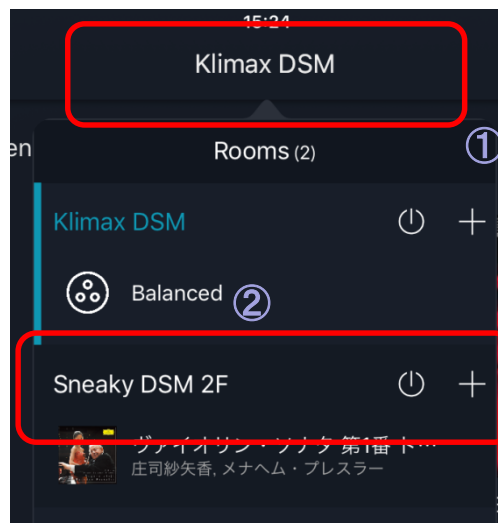 15:24
Klimax DSM
en
Rooms (2)
①
Klimax DSM
Balanced
②
Sneaky DSM 2F
ヴァイオリン・ソナタ 第1番 ト…
庄司紗矢香, メナヘム・プレスラー